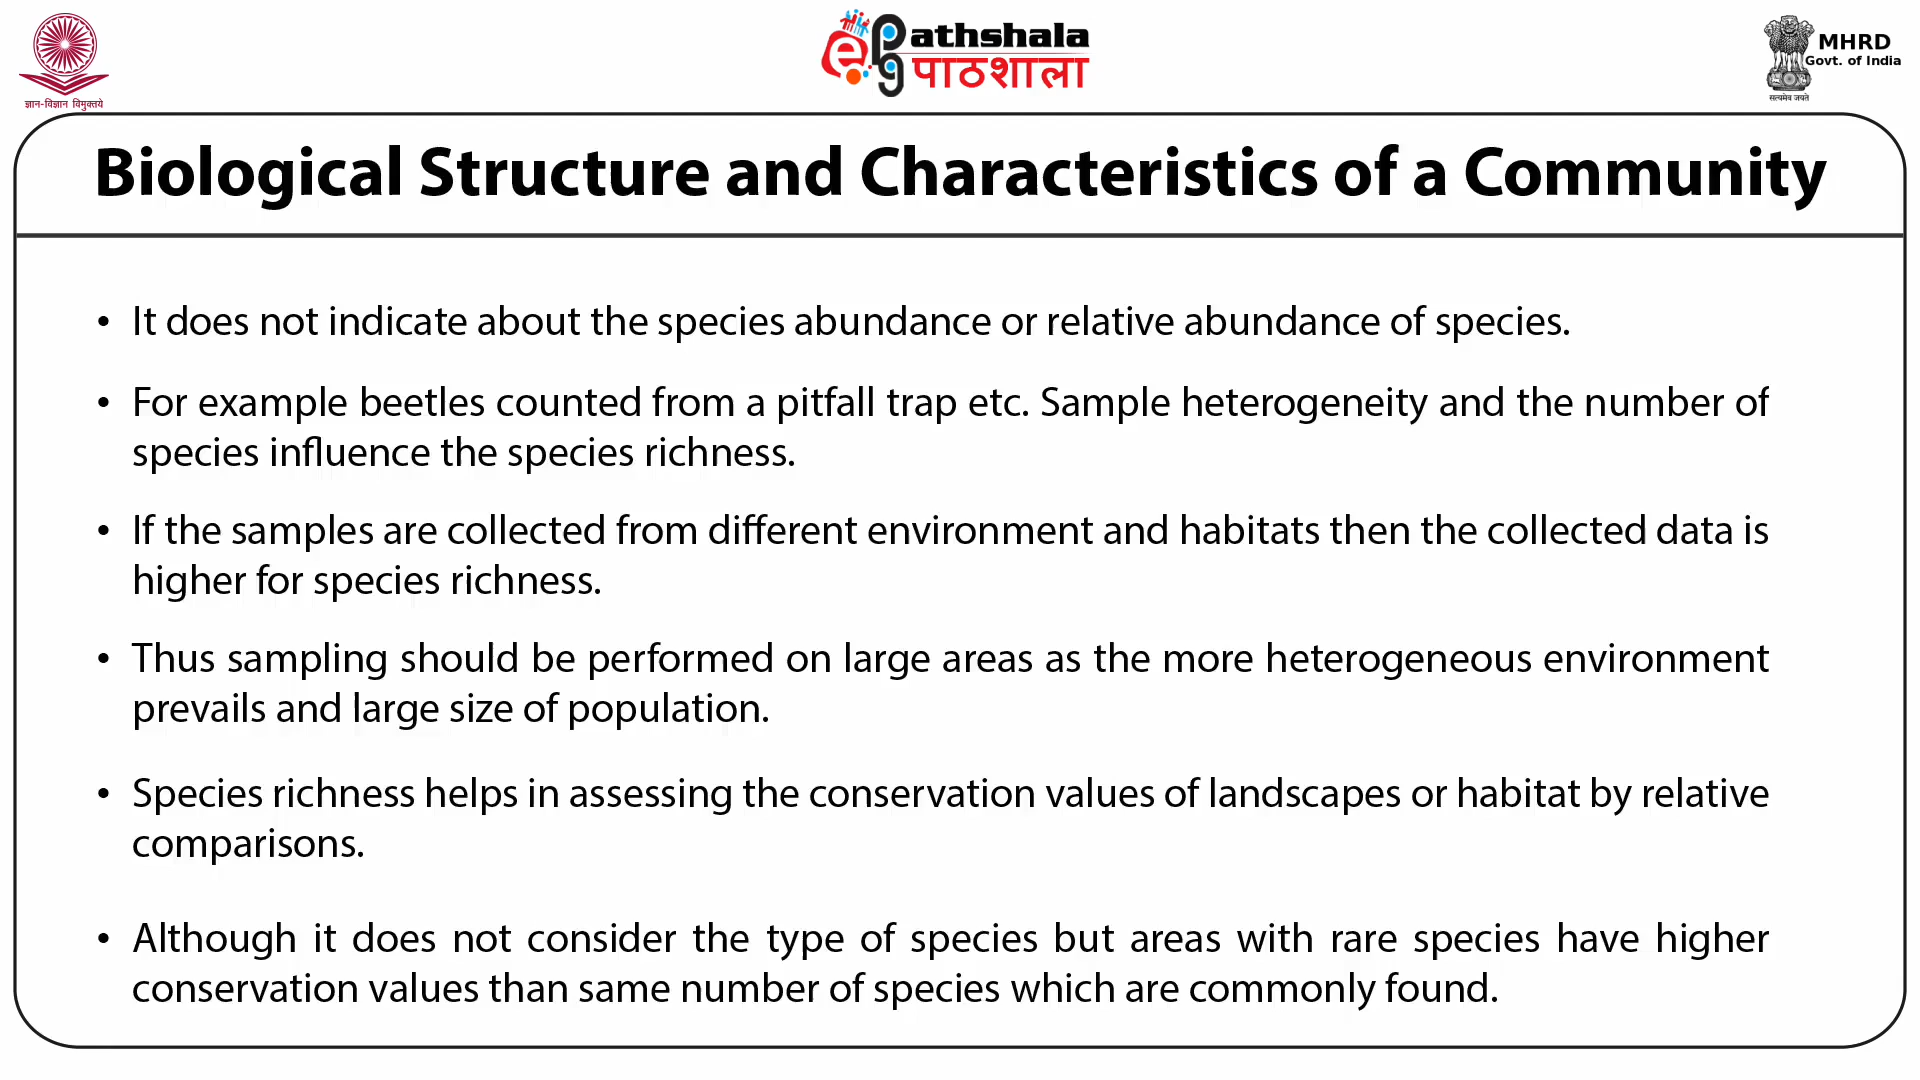 ज्ञान-विज्ञान विमुक्तये
ePathshala
पाठशाला
MHRD
Govt. of India
सत्यमेव जयते
Biological Structure and Characteristics of a Community
• It does not indicate about the species abundance or relative abundance of species.
• For example beetles counted from a pitfall trap etc. Sample heterogeneity and the number of
species influence the species richness.
• If the samples are collected from different environment and habitats then the collected data is
higher for species richness.
• Thus sampling should be performed on large areas as the more heterogeneous environment
prevails and large size of population.
• Species richness helps in assessing the conservation values of landscapes or habitat by relative
comparisons.
• Although it does not consider the type of species but areas with rare species have higher
conservation values than same number of species which are commonly found.